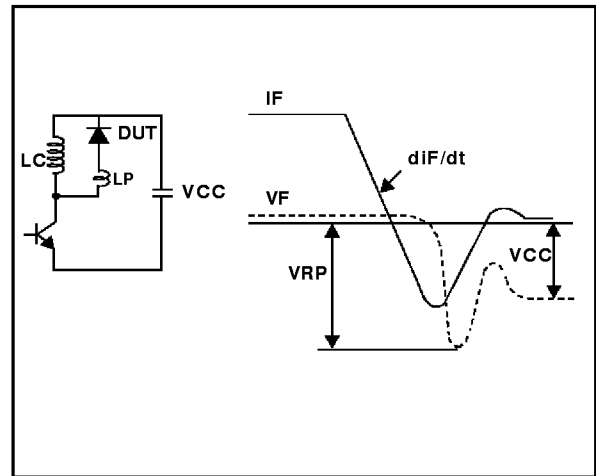 IF
DUT
diF/dt
LC
LP
VCC
VF
VCC
VRP